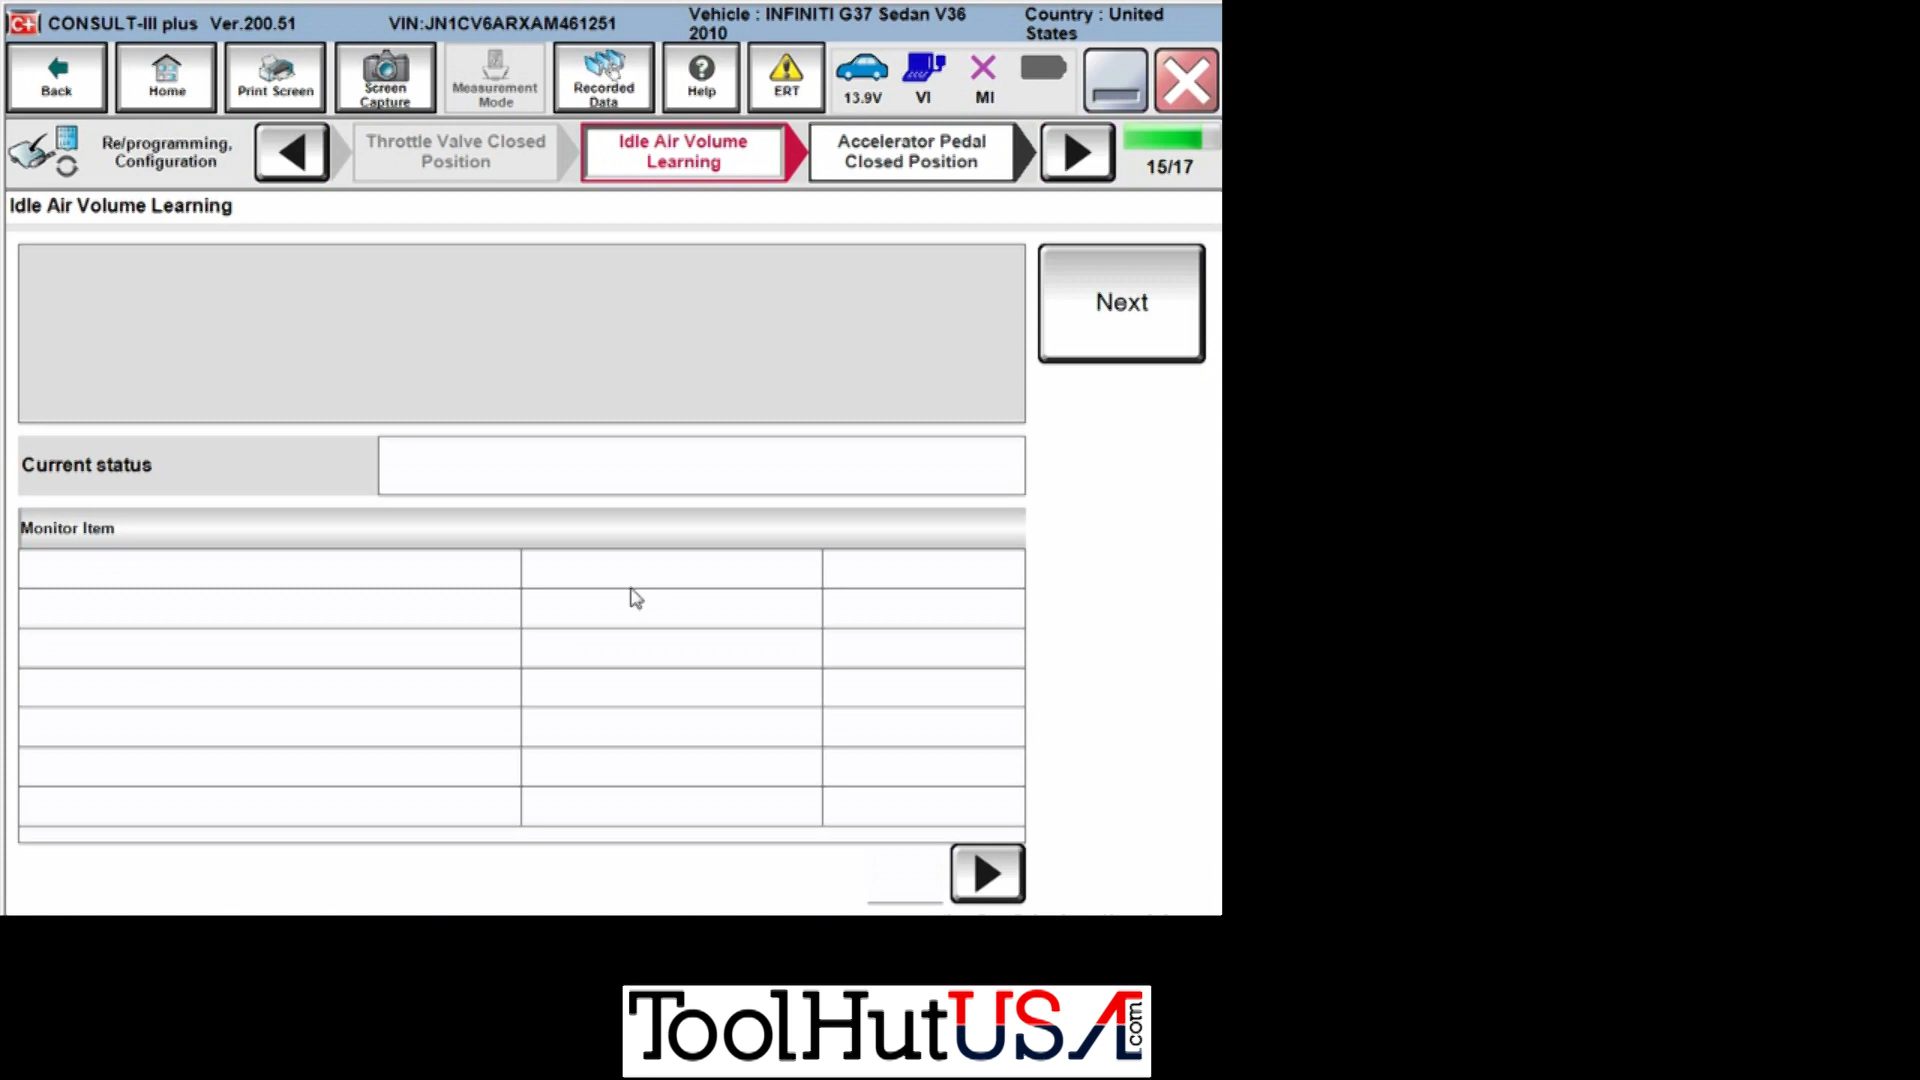 CONSULT-III plus Ver.200.51
VIN:JN1CV6ARXAM461251
Vehicle : INFINITI G37 Sedan V36
2010
Country : United
States
Back
Home
Print Screen
Screen
Capture
Measurement
Mode
Recorded
Data
Help
ERT
13.9V
VI
MI
Re/programming,
Configuration
Throttle Valve Closed
Position
Idle Air Volume
Learning
Accelerator Pedal
Closed Position
15/17
Idle Air Volume Learning
Next
Current status
Monitor Item
ToolHutUSA.com